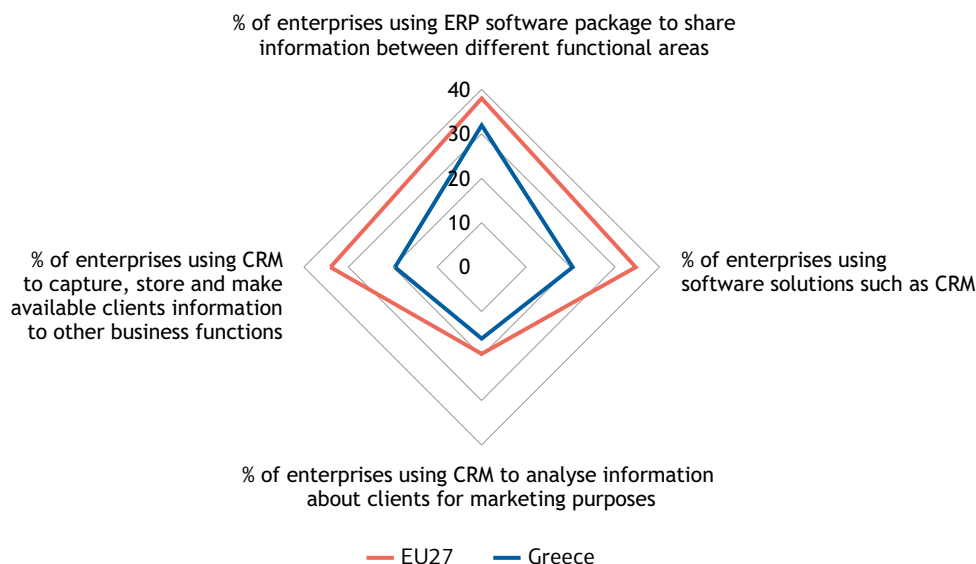 % of enterprises using ERP software package to share
information between different functional areas
40
30
20
10
0
% of enterprises using CRM
to capture, store and make
available clients information
to other business functions
% of enterprises using
software solutions such as CRM
% of enterprises using CRM to analyse information
about clients for marketing purposes
EU27 Greece